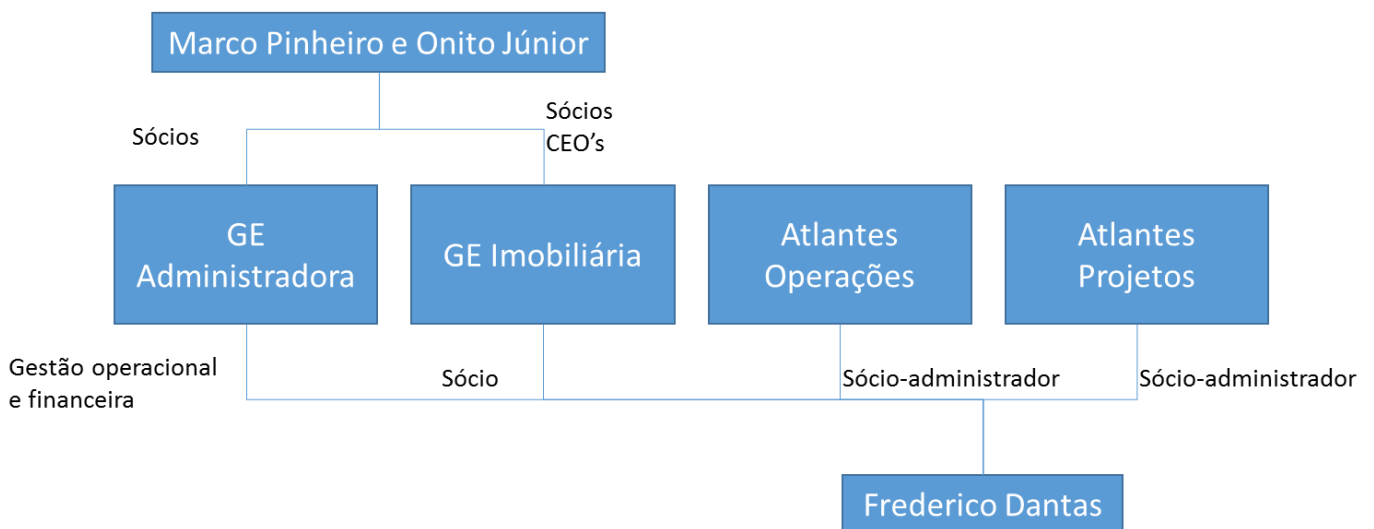 Marco Pinheiro e Onito Júnior
Sócios
Sócios
CEO’s
GE
Administradora
GE Imobiliária
Atlantes
Operações
Atlantes
Projetos
Gestão operacional
e financeira
Sócio
Sócio-administrador
Sócio-administrador
Frederico Dantas